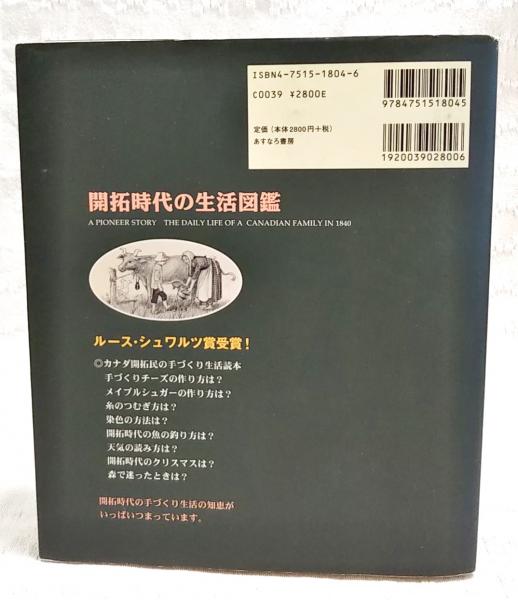 ISBN4-7515-1804-6
C0039 ¥2800E
定価(本体2800円+税)
あすなろ書房
9784751518045
1920039028006
開拓時代の生活図鑑
A PIONEER STORY THE DAILY LIFE OF A CANADIAN FAMILY IN 1840
ルース・シュワルツ賞受賞!
◎カナダ開拓民の手づくり生活読本
手づくりチーズの作り方は?
メイプルシュガーの作り方は?
糸のつむぎ方は?
染色の方法は?
開拓時代の魚の釣り方は?
天気の読み方は?
開拓時代のクリスマスは?
森で迷ったときは?
開拓時代の手づくり生活の知恵が
いっぱいつまっています。